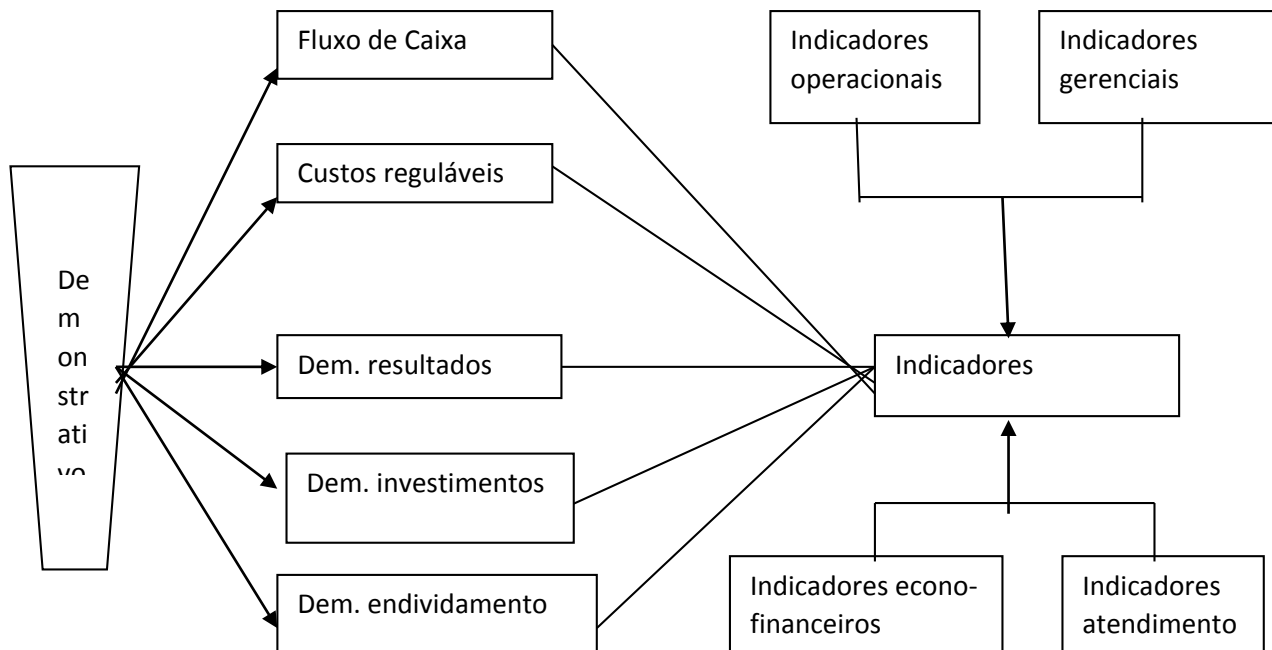 Fluxo de Caixa
Custos reguláveis
De
m
on
str
ati
vo
Dem. resultados
Dem. investimentos
Dem. endividamento
Indicadores
operacionais
Indicadores
gerenciais
Indicadores
Indicadores econo-
financeiros
Indicadores
atendimento